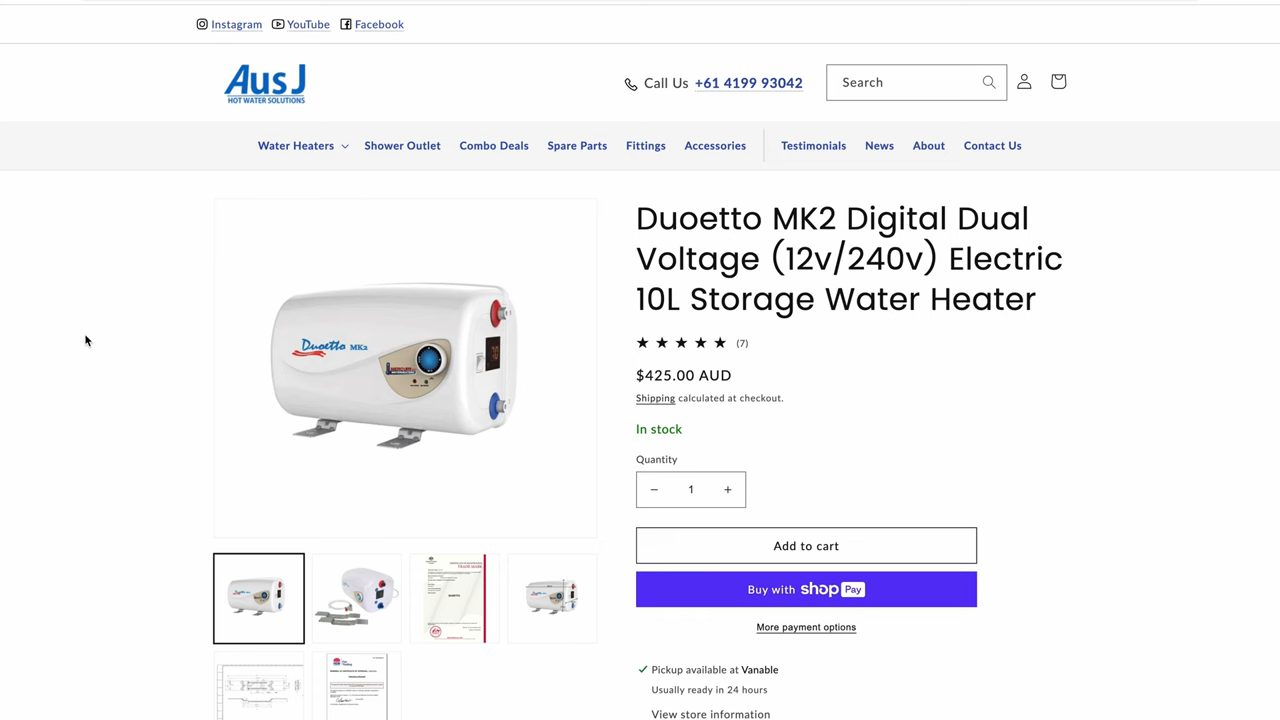 Instagram YouTube Facebook
AusJ
HOT WATER SOLUTIONS
Call Us +61 4199 93042
Search
Water Heaters Shower Outlet Combo Deals Spare Parts Fittings Accessories Testimonials News About Contact Us
Duoetto MK2
Duoetto MK2 Digital Dual
Voltage (12v/240v) Electric
10L Storage Water Heater
★ ★ ★ ★ ★ (7)
$425.00 AUD
Shipping calculated at checkout.
In stock
Quantity
− 1 +
Add to cart
Buy with shop Pay
More payment options
Pickup available at Vanable
Usually ready in 24 hours
View store information